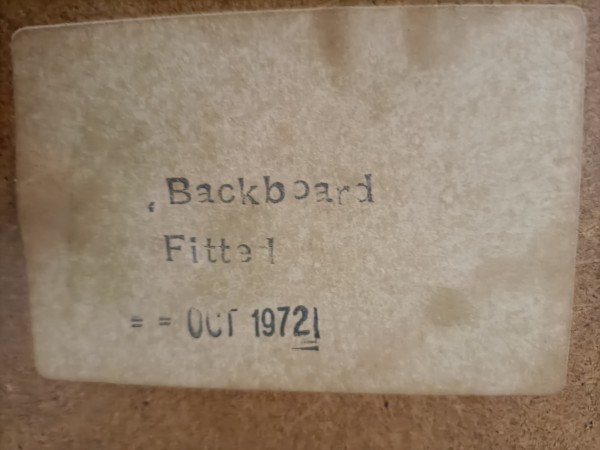 Backboard
Fitted
= = OCT 1972